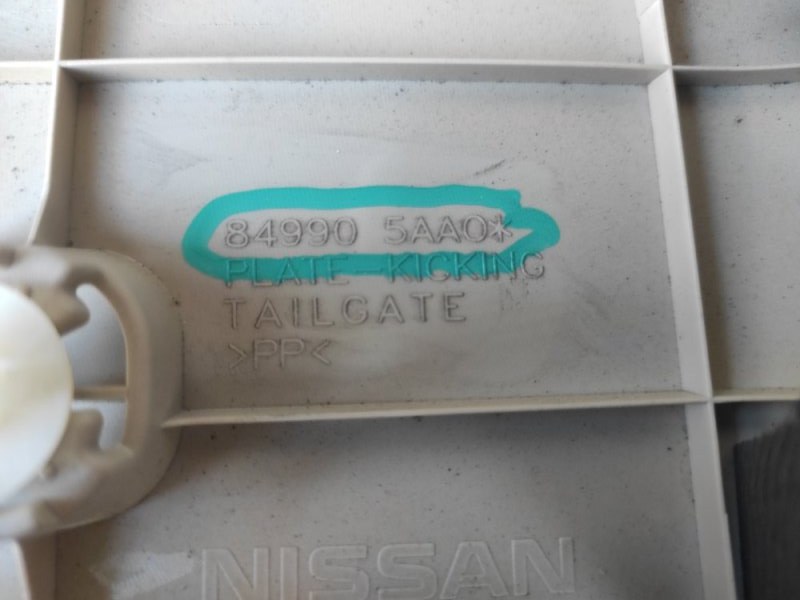 84990 5AA0*
PLATE-KICKING
TAILGATE
>PP<
NISSAN